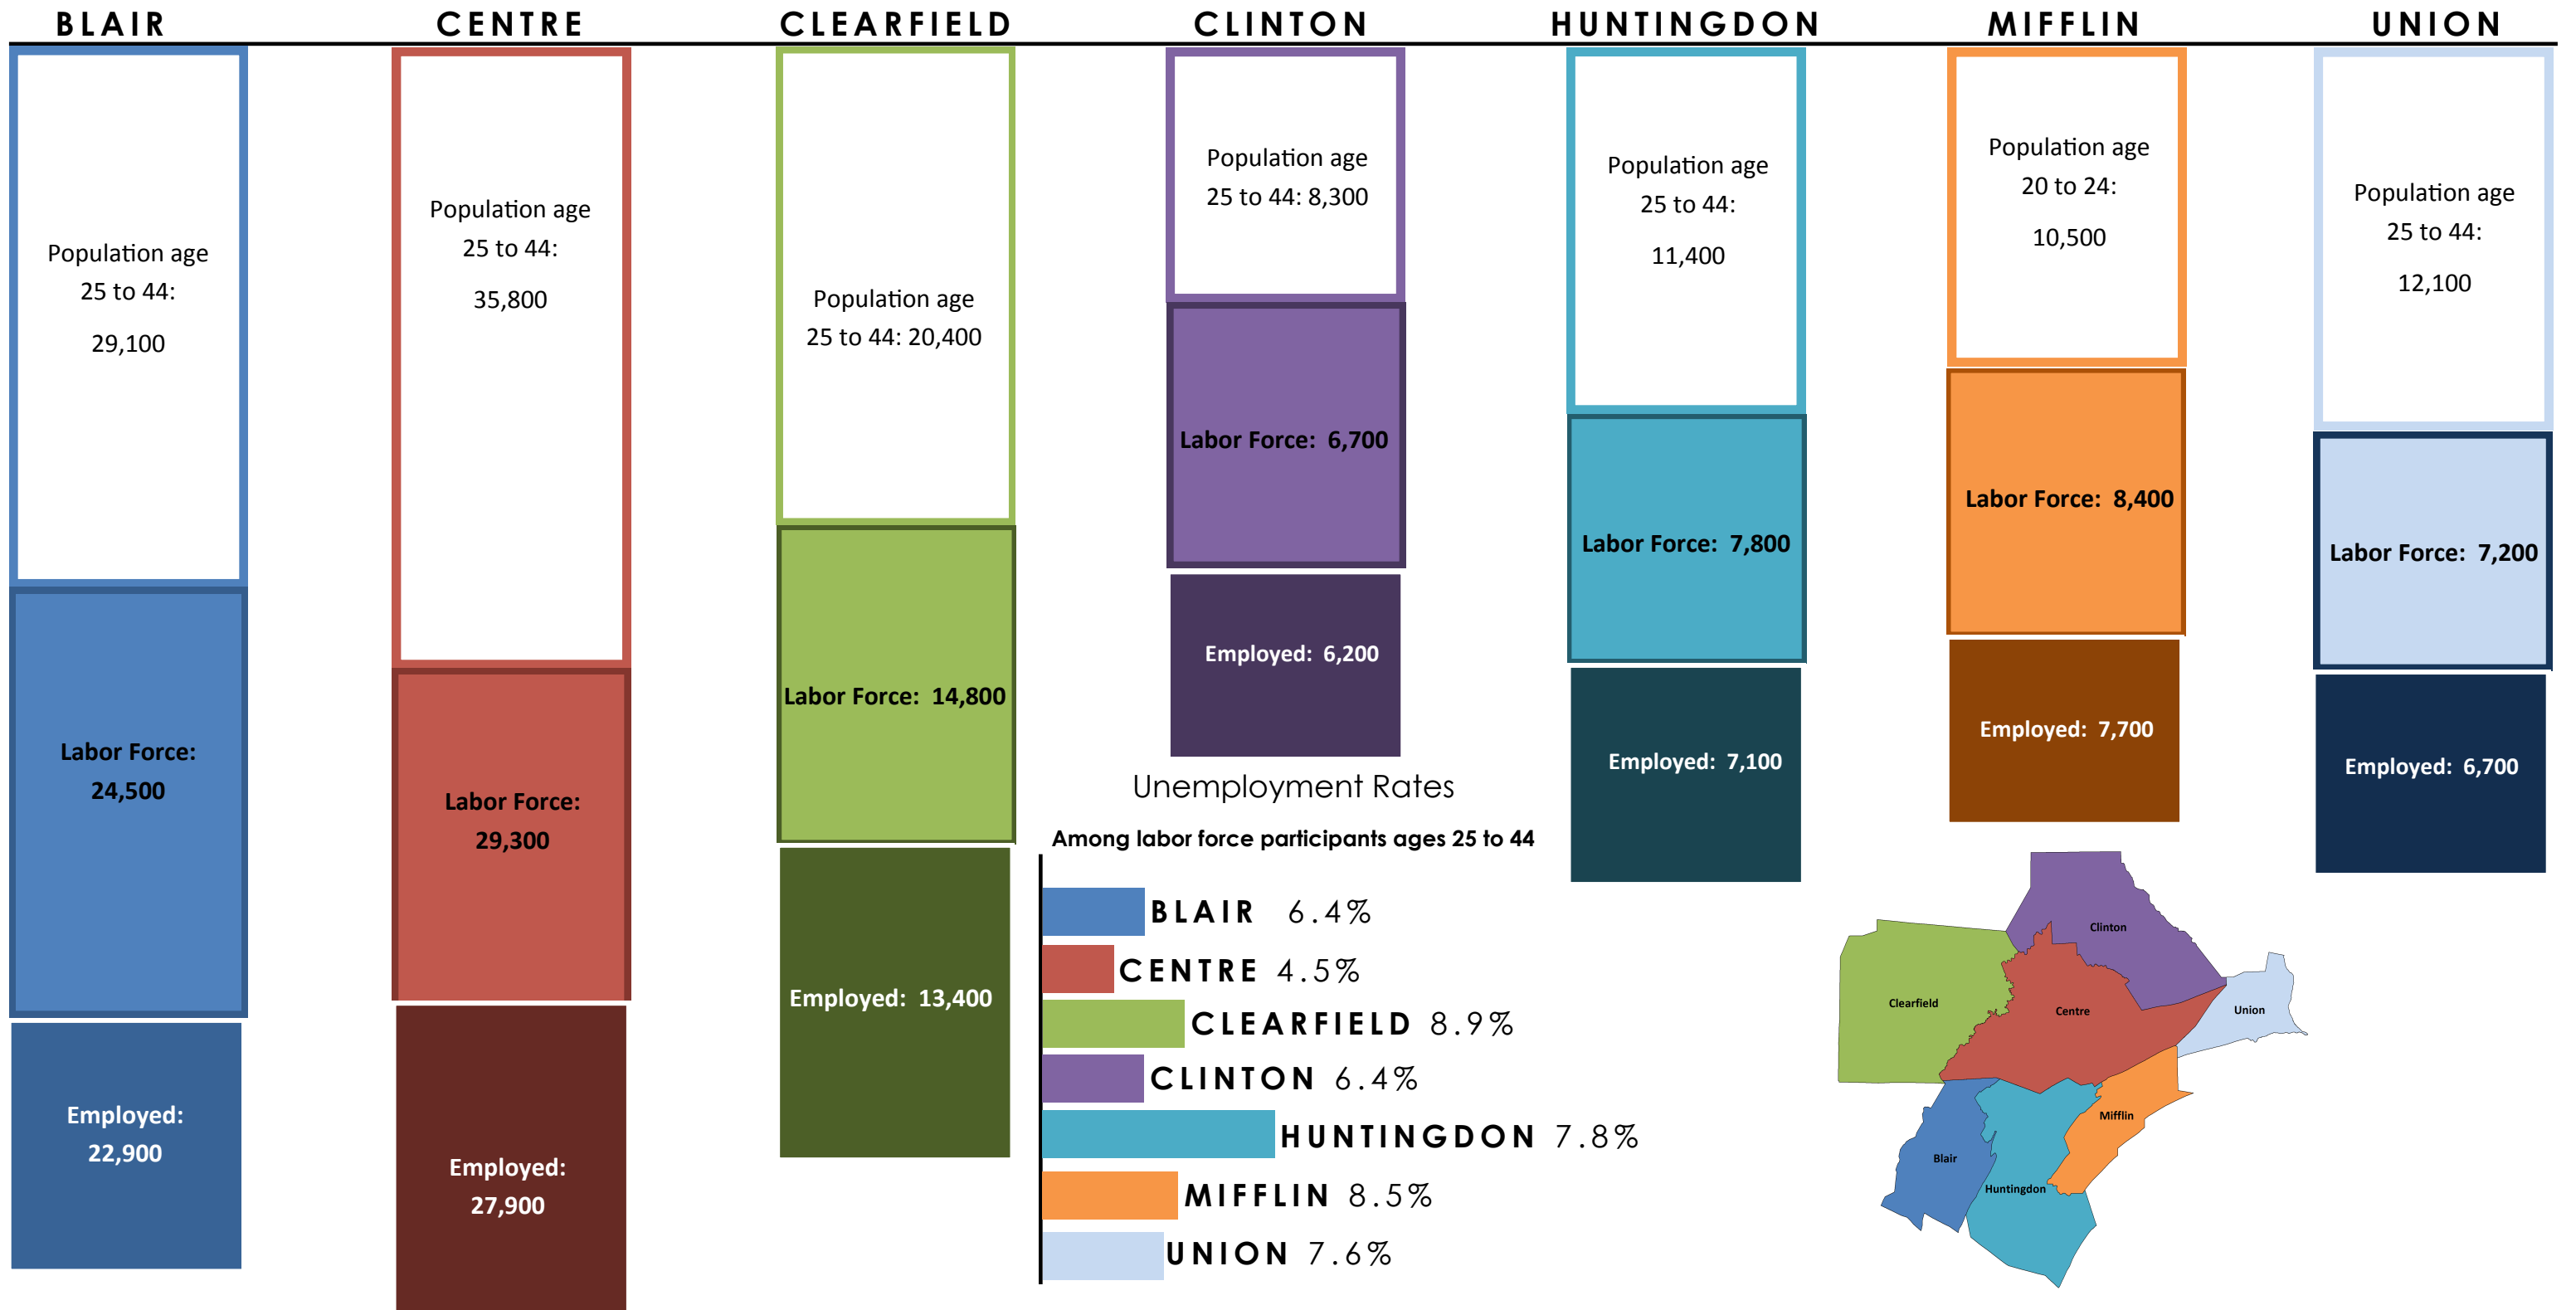 BLAIR
CENTRE
CLEARFIELD
CLINTON
HUNTINGDON
MIFFLIN
UNION
Population age
25 to 44:
29,100
Labor Force:
24,500
Employed:
22,900
Population age
25 to 44:
35,800
Labor Force:
29,300
Employed:
27,900
Population age
25 to 44: 20,400
Labor Force: 14,800
Employed: 13,400
Population age
25 to 44: 8,300
Labor Force: 6,700
Employed: 6,200
Population age
25 to 44:
11,400
Labor Force: 7,800
Employed: 7,100
Population age
20 to 24:
10,500
Labor Force: 8,400
Employed: 7,700
Population age
25 to 44:
12,100
Labor Force: 7,200
Employed: 6,700
Unemployment Rates
Among labor force participants ages 25 to 44
BLAIR 6.4%
CENTRE 4.5%
CLEARFIELD 8.9%
CLINTON 6.4%
HUNTINGDON 7.8%
MIFFLIN 8.5%
UNION 7.6%
Clinton
Clearfield
Centre
Union
Mifflin
Blair
Huntingdon